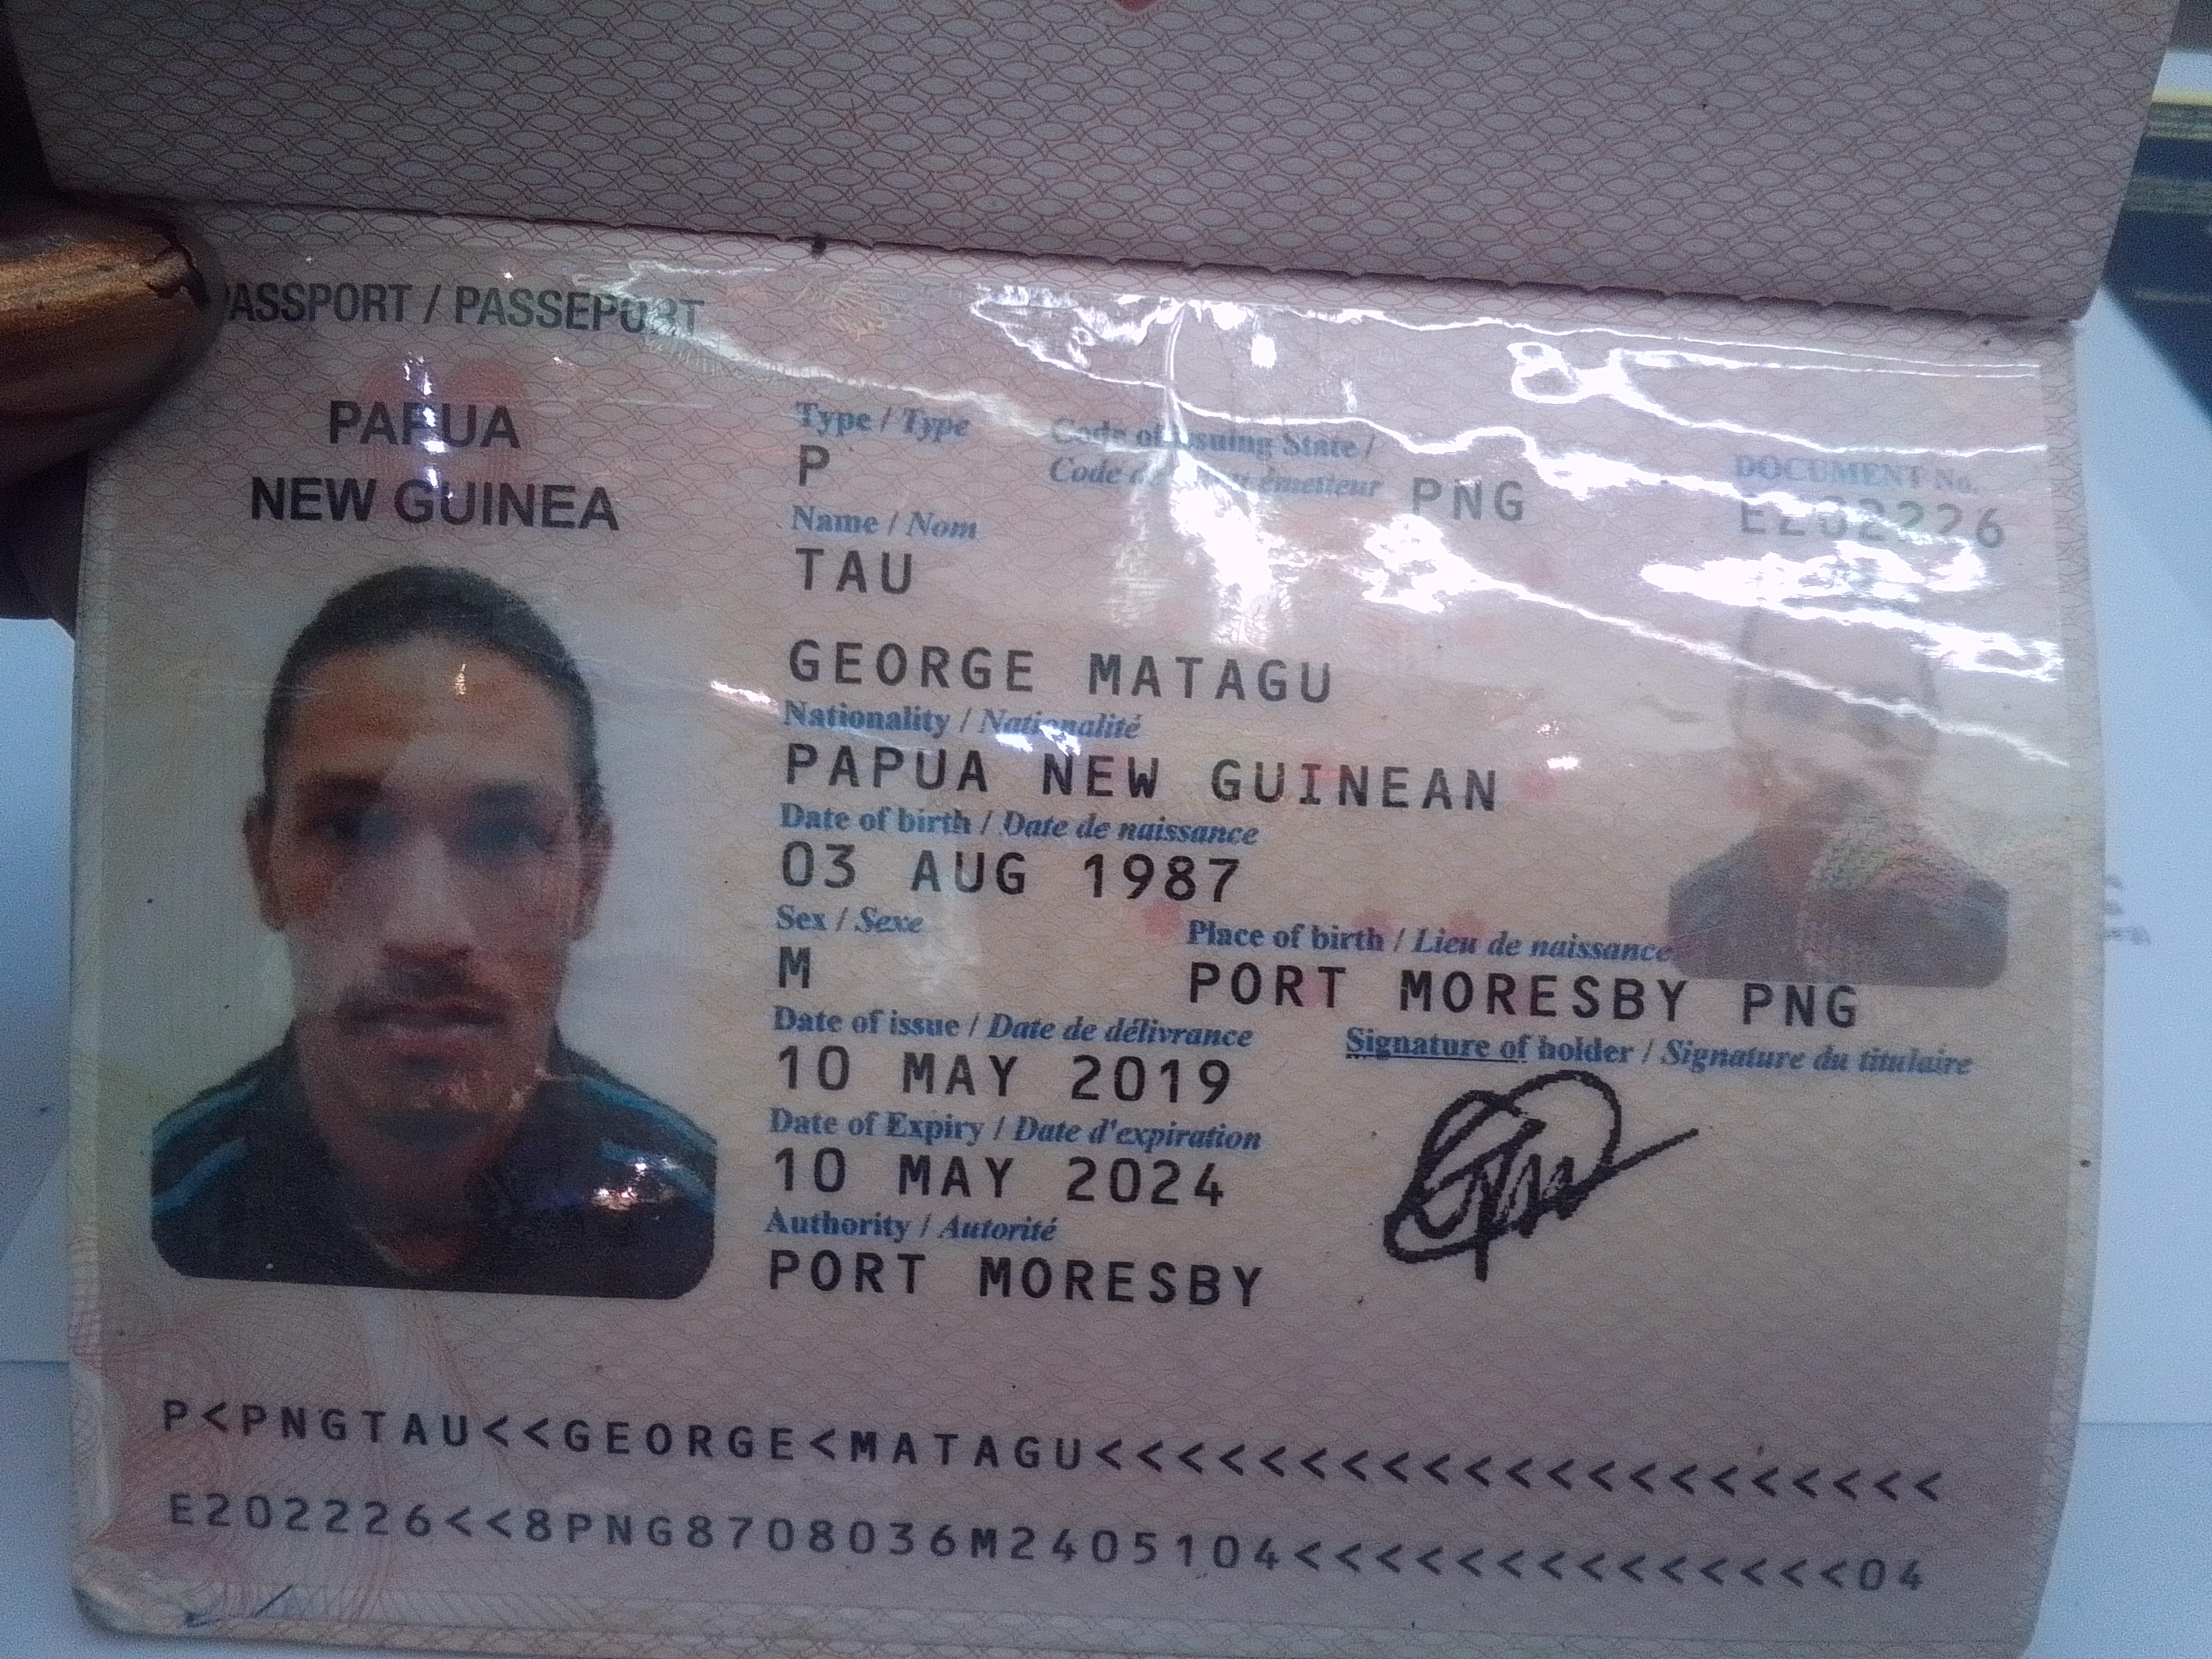 PASSPORT / PASSEPORT
PAPUA
NEW GUINEA
Type / Type
P
Code of issuing State /
Code de émetteur
PNG
DOCUMENT No.
E202226
Name / Nom
TAU
GEORGE MATAGU
Nationality / Nationalité
PAPUA NEW GUINEAN
Date of birth / Date de naissance
03 AUG 1987
Sex / Sexe
M
Place of birth / Lieu de naissance
PORT MORESBY PNG
Date of issue / Date de délivrance
10 MAY 2019
Signature of holder / Signature du titulaire
Date of Expiry / Date d'expiration
10 MAY 2024
Authority / Autorité
PORT MORESBY
P<PNGTAU<<GEORGE<MATAGU<<<<<<<<<<<<<<<<<<<<<
E202226<<8PNG8708036M2405104<<<<<<<<<<<<<<04